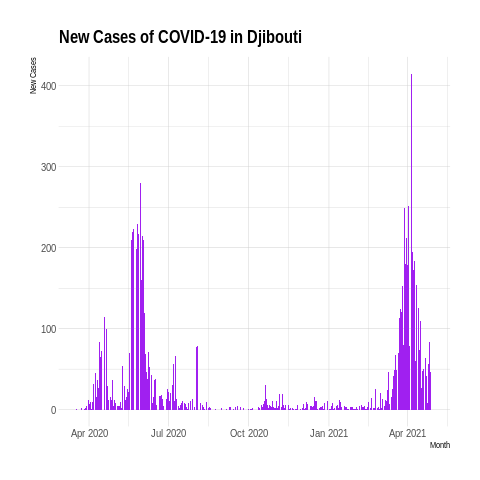 New Cases of COVID-19 in Djibouti
New Cases
400
300
200
100
0
Apr 2020 Jul 2020 Oct 2020 Jan 2021 Apr 2021
Month